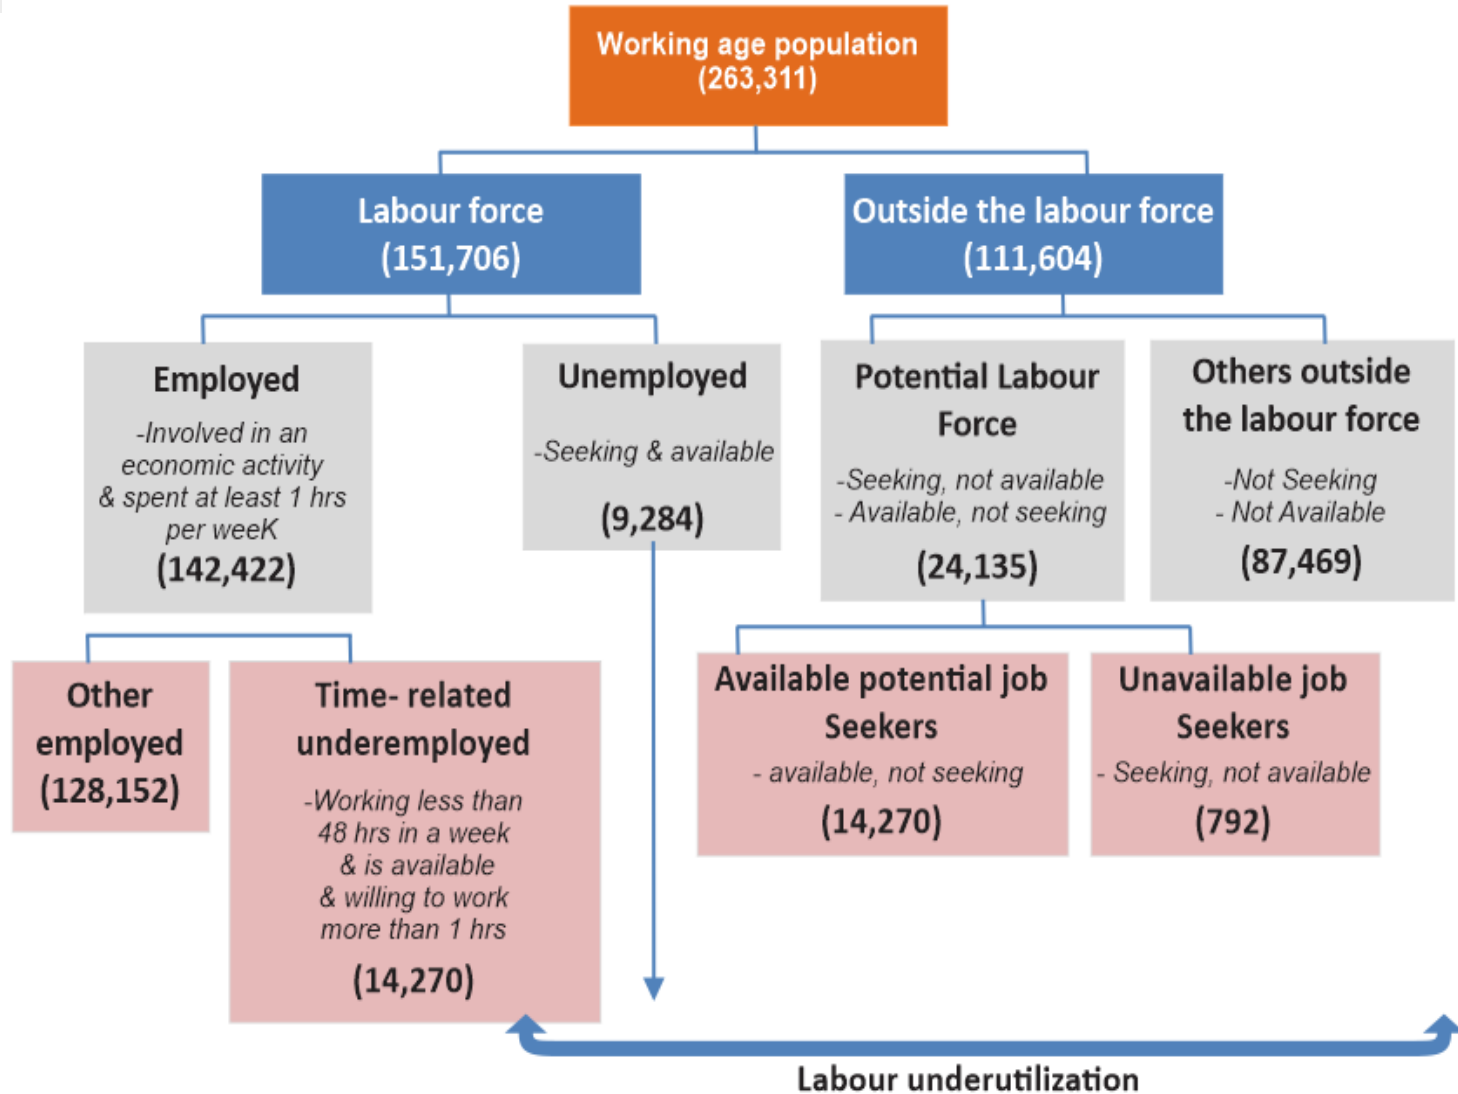 Working age population
(263,311)
Labour force
(151,706)
Outside the labour force
(111,604)
Employed
-Involved in an
economic activity
& spent at least 1 hrs
per weeK
(142,422)
Unemployed
-Seeking & available
(9,284)
Potential Labour
Force
-Seeking, not available
- Available, not seeking
(24,135)
Others outside
the labour force
-Not Seeking
- Not Available
(87,469)
Other
employed
(128,152)
Time- related
underemployed
-Working less than
48 hrs in a week
& is available
& willing to work
more than 1 hrs
(14,270)
Available potential job
Seekers
- available, not seeking
(14,270)
Unavailable job
Seekers
- Seeking, not available
(792)
Labour underutilization